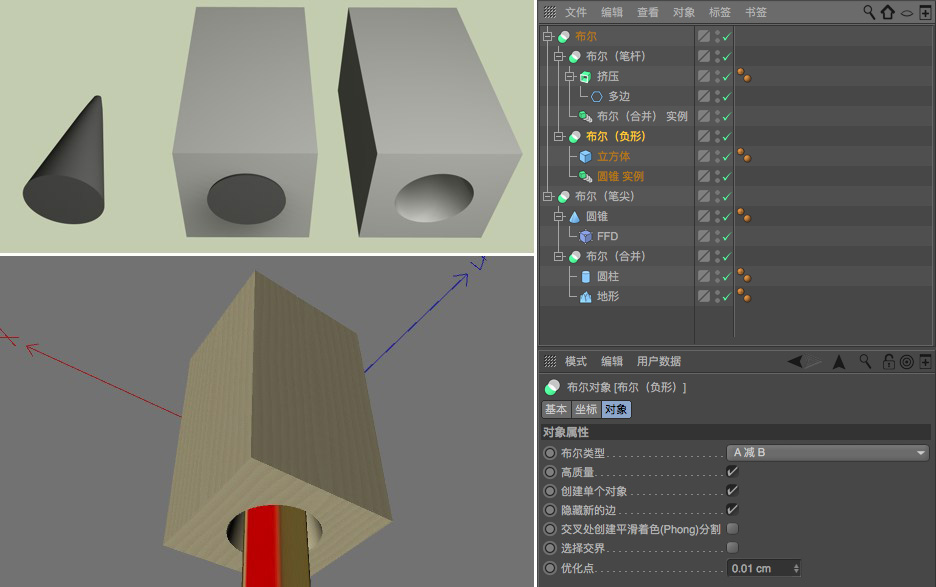 文件 编辑 查看 对象 标签 书签
布尔
布尔（笔杆）
挤压
多边
布尔（合并） 实例
布尔（负形）
立方体
圆锥 实例
布尔（笔尖）
圆锥
FFD
布尔（合并）
圆柱
地形
模式 编辑 用户数据
布尔对象 [布尔（负形）]
基本 坐标 对象
对象属性
布尔类型 A 减 B
高质量
创建单个对象
隐藏新的边
交叉处创建平滑着色(Phong)分割
选择交界
优化点 0.01 cm